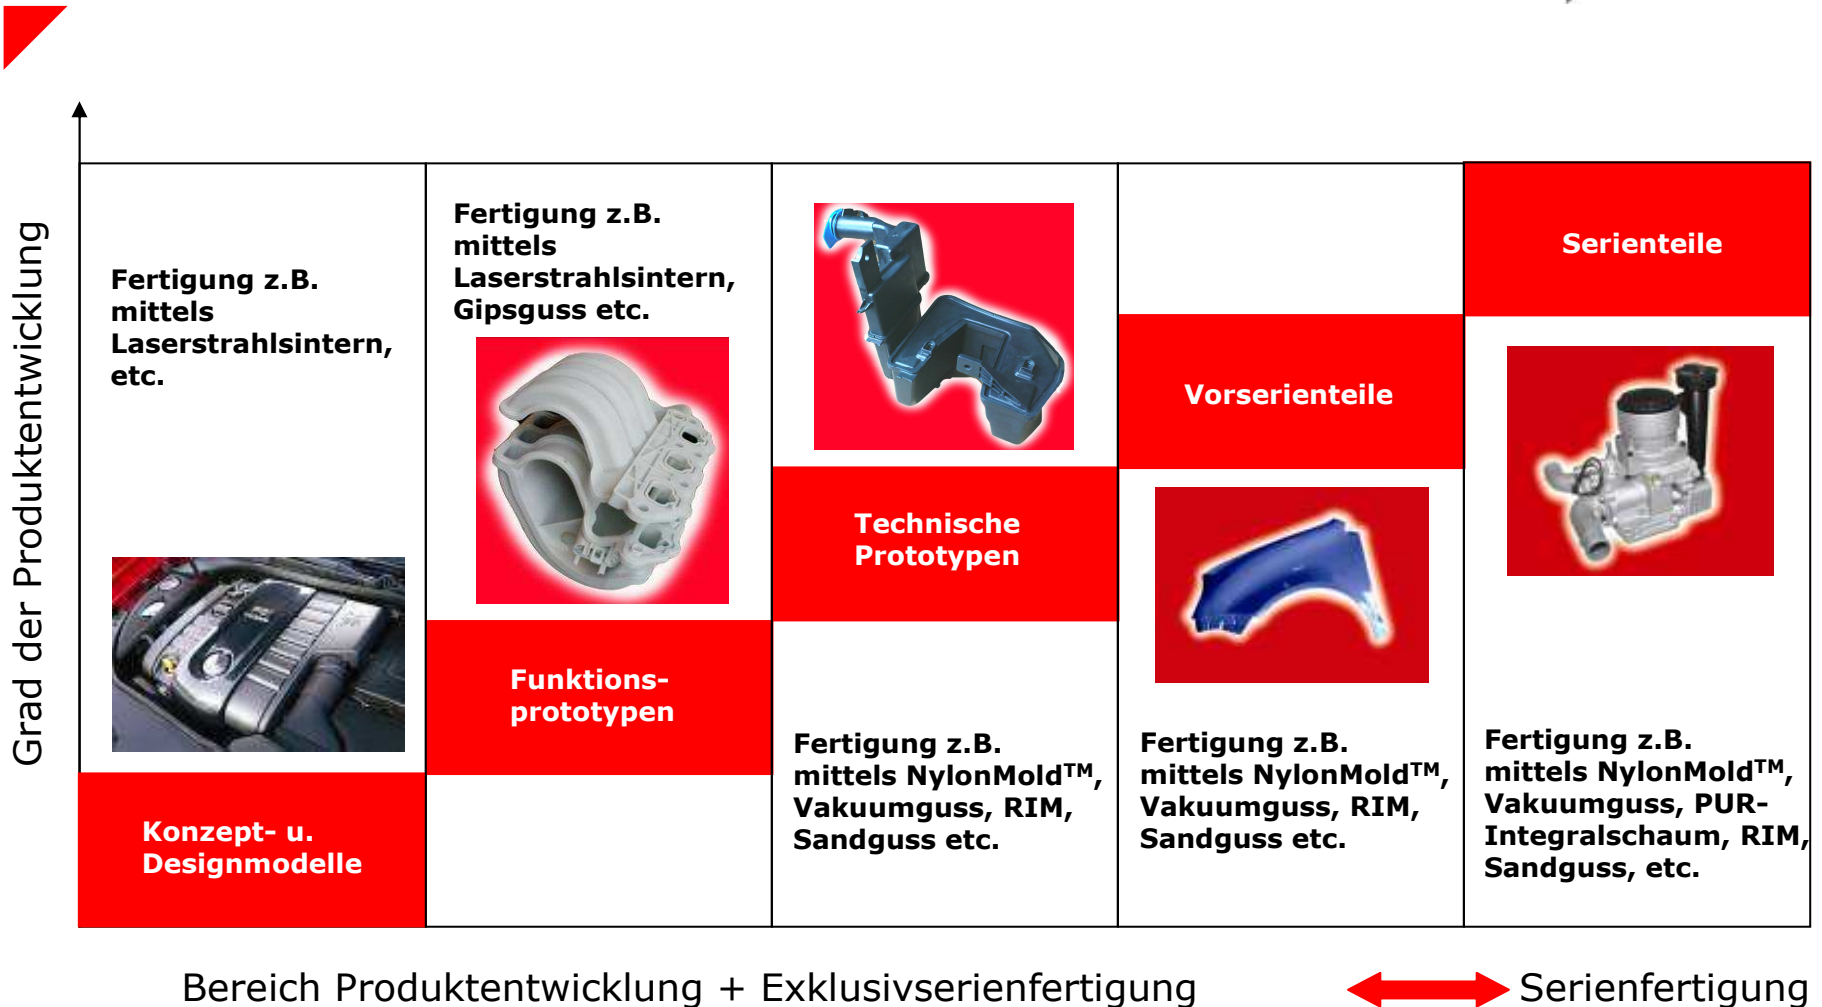 Grad der Produktentwicklung
Fertigung z.B.
mittels
Laserstrahlsintern,
etc.
Konzept- u.
Designmodelle
Fertigung z.B.
mittels
Laserstrahlsintern,
Gipsguss etc.
Funktions-
prototypen
Technische
Prototypen
Fertigung z.B.
mittels NylonMold™,
Vakuumguss, RIM,
Sandguss etc.
Vorserienteile
Fertigung z.B.
mittels NylonMold™,
Vakuumguss, RIM,
Sandguss etc.
Serienteile
Fertigung z.B.
mittels NylonMold™,
Vakuumguss, PUR-
Integralschaum, RIM,
Sandguss, etc.
Bereich Produktentwicklung + Exklusivserienfertigung
Serienfertigung